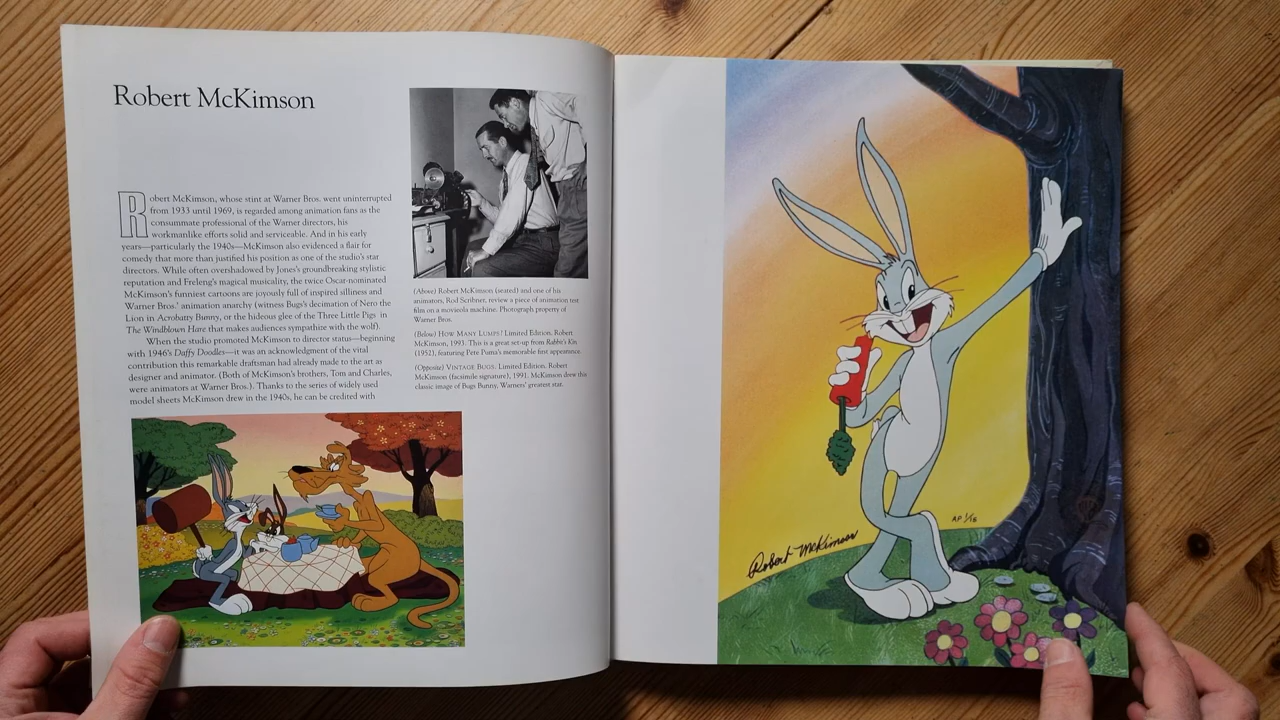 Robert McKimson
Robert McKimson, whose stint at Warner Bros. went uninterrupted
from 1933 until 1969, is regarded among animation fans as the
consummate professional of the Warner directors, his
workmanlike efforts solid and serviceable. And in his early
years—particularly the 1940s—McKimson also evidenced a flair for
comedy that more than justified his position as one of the studio's star
directors. While often overshadowed by Jones's groundbreaking stylistic
reputation and Freleng's magical musicality, the twice Oscar-nominated
McKimson's funniest cartoons are joyously full of inspired silliness and
Warner Bros.' animation anarchy (witness Bugs's decimation of Nero the
Lion in Acrobatty Bunny, or the hideous glee of the Three Little Pigs in
The Windblown Hare that makes audiences sympathize with the wolf).
When the studio promoted McKimson to director status—beginning
with 1946's Daffy Doodles—it was an acknowledgment of the vital
contribution this remarkable draftsman had already made to the art as
designer and animator. (Both of McKimson's brothers, Tom and Charles,
were animators at Warner Bros.). Thanks to the series of widely used
model sheets McKimson drew in the 1940s, he can be credited with
(Above) Robert McKimson (seated) and one of his
animators, Rod Scribner, review a piece of animation test
film on a moviola machine. Photograph property of
Warner Bros.
(Below) HOW MANY LUMPS? Limited Edition. Robert
McKimson, 1993. This is a great set-up from Rabbit's Kin
(1952), featuring Pete Puma's memorable first appearance.
(Opposite) VINTAGE BUGS. Limited Edition. Robert
McKimson (facsimile signature), 1991. McKimson drew this
classic image of Bugs Bunny, Warners' greatest star.
Robert McKimson